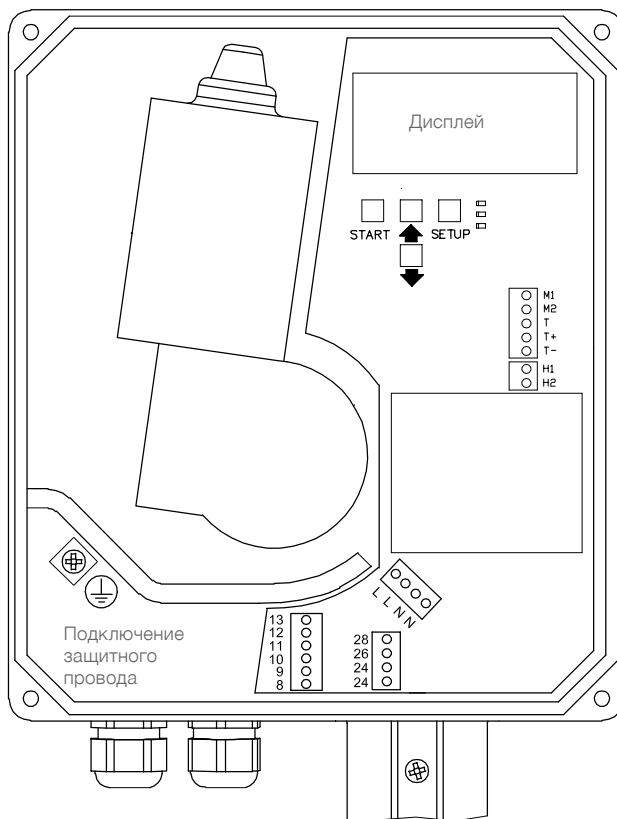 Дисплей
START
SETUP
M1
M2
T
T+
T-
H1
H2
L L N N
Подключение
защитного
провода
13
12
11
10
9
8
28
26
24
24